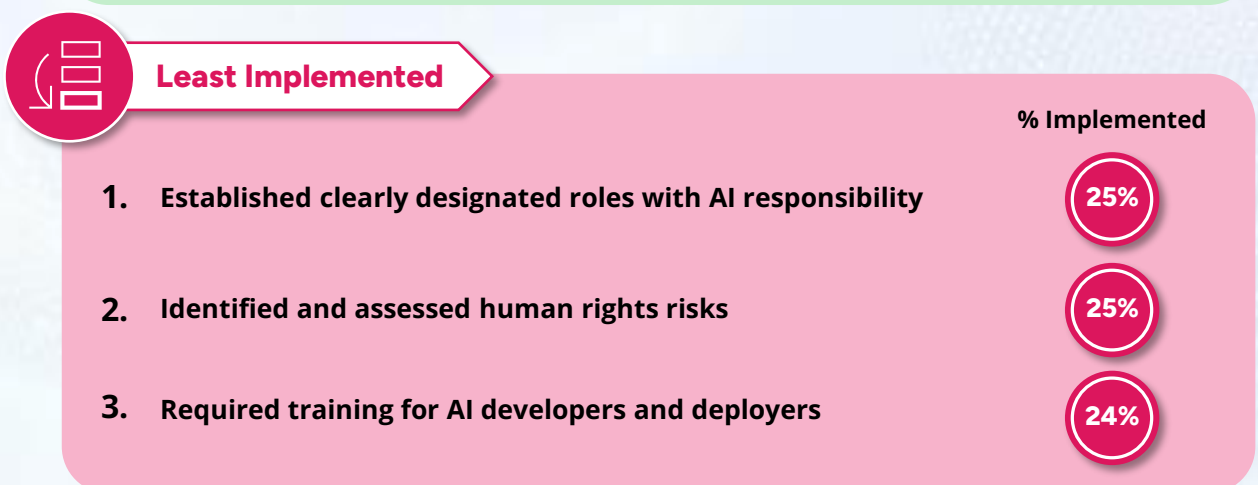 Least Implemented
% Implemented
1. Established clearly designated roles with AI responsibility 25%
2. Identified and assessed human rights risks 25%
3. Required training for AI developers and deployers 24%